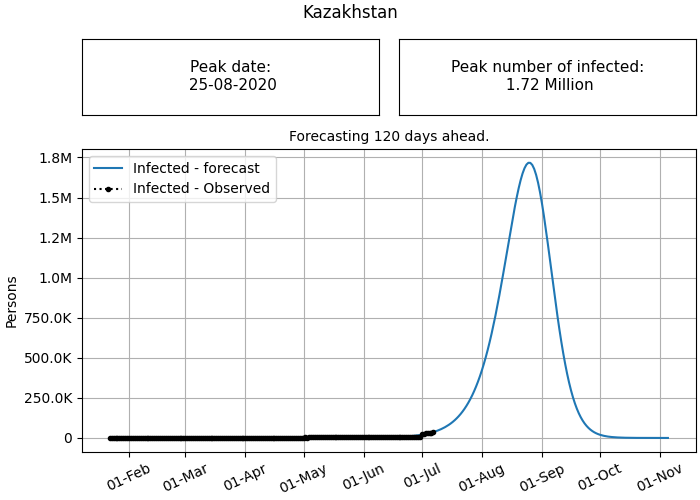 Kazakhstan
Peak date:
25-08-2020
Peak number of infected:
1.72 Million
Forecasting 120 days ahead.
Infected - forecast
Infected - Observed
Persons
1.8M
1.5M
1.2M
1.0M
750.0K
500.0K
250.0K
0
01-Feb
01-Mar
01-Apr
01-May
01-Jun
01-Jul
01-Aug
01-Sep
01-Oct
01-Nov